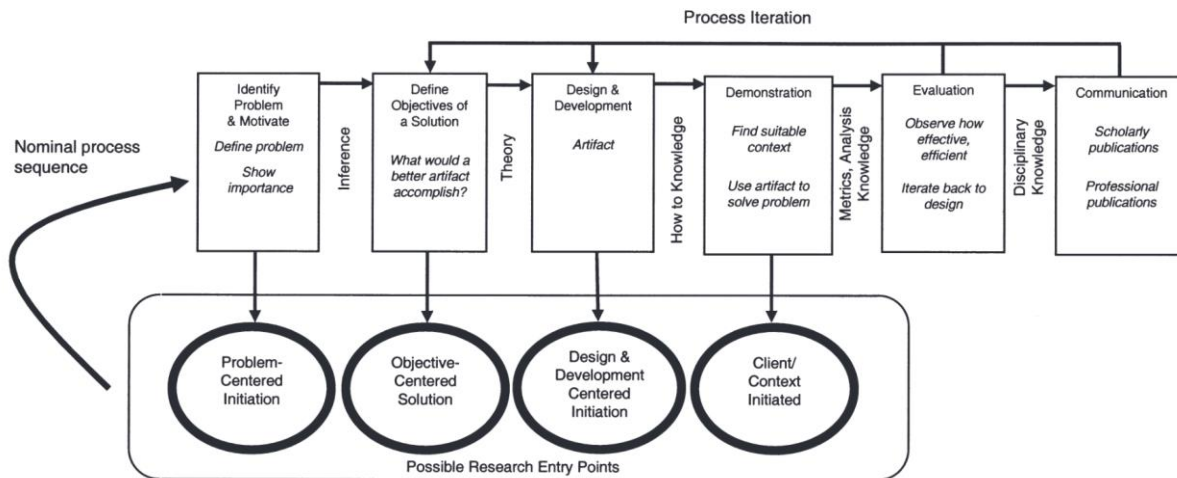 Process Iteration
Nominal process
sequence
Identify
Problem
& Motivate
Define problem
Show
importance
Inference
Define
Objectives of
a Solution
What would a
better artifact
accomplish?
Theory
Design &
Development
Artifact
How to Knowledge
Demonstration
Find suitable
context
Use artifact to
solve problem
Metrics, Analysis
Knowledge
Evaluation
Observe how
effective,
efficient
Iterate back to
design
Disciplinary
Knowledge
Communication
Scholarly
publications
Professional
publications
Problem-
Centered
Initiation
Objective-
Centered
Solution
Design &
Development
Centered
Initiation
Client/
Context
Initiated
Possible Research Entry Points